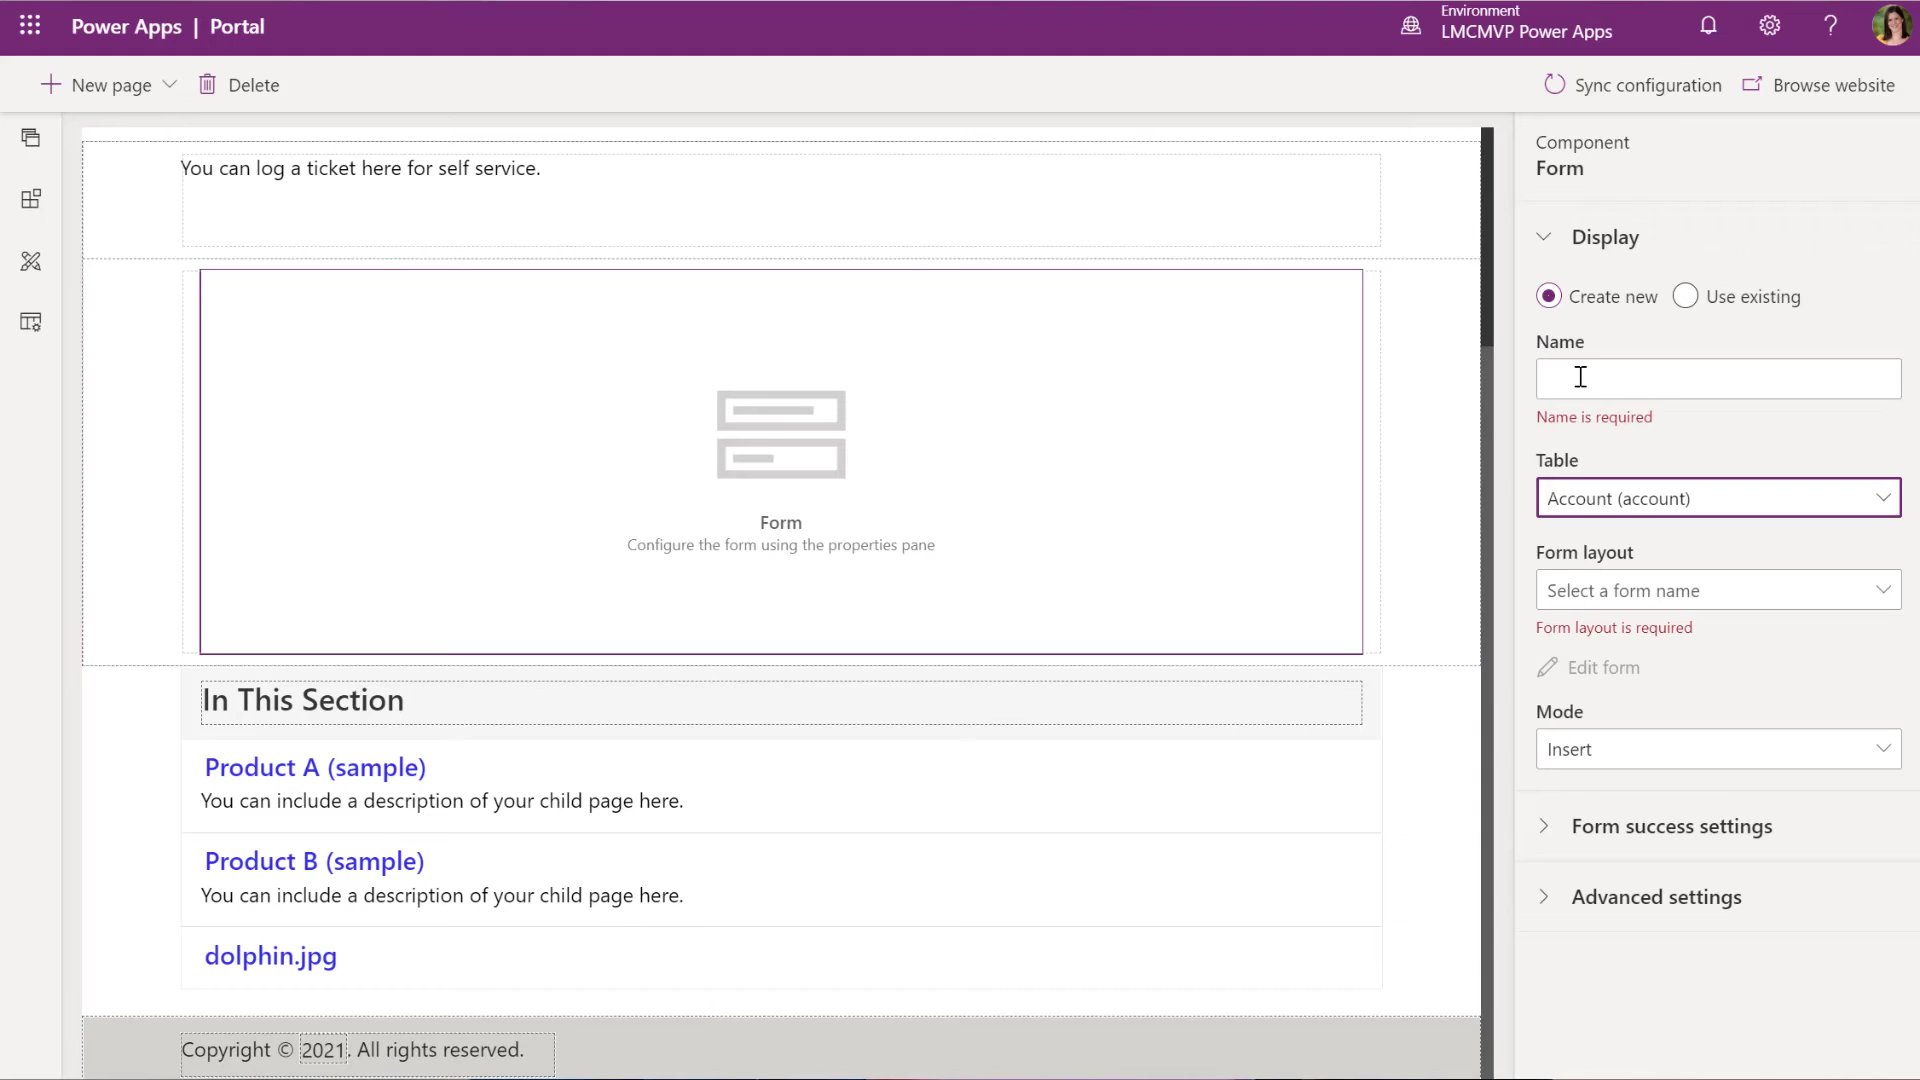 Power Apps | Portal
Environment
LMCMVP Power Apps
New page
Delete
Sync configuration
Browse website
You can log a ticket here for self service.
Form
Configure the form using the properties pane
In This Section
Product A (sample)
You can include a description of your child page here.
Product B (sample)
You can include a description of your child page here.
dolphin.jpg
Copyright © 2021. All rights reserved.
Component
Form
Display
Create new
Use existing
Name
Name is required
Table
Account (account)
Form layout
Select a form name
Form layout is required
Edit form
Mode
Insert
Form success settings
Advanced settings